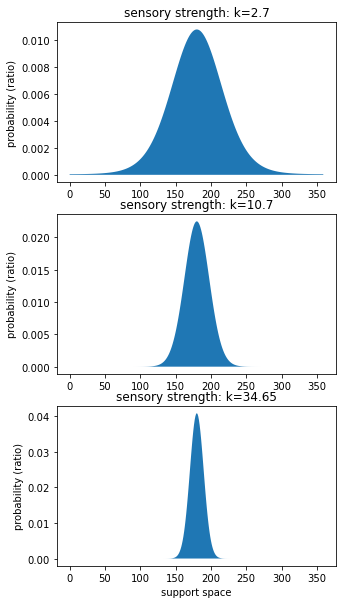 sensory strength: k=2.7
probability (ratio)
0.010
0.008
0.006
0.004
0.002
0.000
0 50 100 150 200 250 300 350
sensory strength: k=10.7
probability (ratio)
0.020
0.015
0.010
0.005
0.000
0 50 100 150 200 250 300 350
sensory strength: k=34.65
probability (ratio)
0.04
0.03
0.02
0.01
0.00
0 50 100 150 200 250 300 350
support space